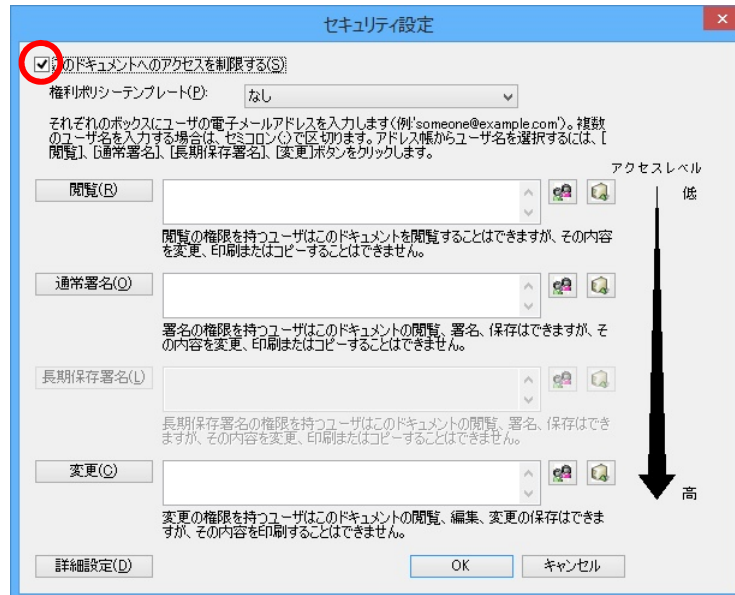 セキュリティ設定
このドキュメントへのアクセスを制限する(S)
権利ポリシーテンプレート(P): なし
それぞれのボックスにユーザの電子メールアドレスを入力します(例:'someone@example.com')。複数
のユーザ名を入力する場合は、セミコロン(;)で区切ります。アドレス帳からユーザ名を選択するには、[
閲覧]、[通常署名]、[長期保存署名]、[変更]ボタンをクリックします。
アクセスレベル
低
閲覧(R)
閲覧の権限を持つユーザはこのドキュメントを閲覧することはできますが、その内容
を変更、印刷またはコピーすることはできません。
通常署名(O)
署名の権限を持つユーザはこのドキュメントの閲覧、署名、保存はできますが、そ
の内容を変更、印刷またはコピーすることはできません。
長期保存署名(L)
長期保存署名の権限を持つユーザはこのドキュメントの閲覧、署名、保存はでき
ますが、その内容を変更、印刷またはコピーすることはできません。
変更(C)
高
変更の権限を持つユーザはこのドキュメントの閲覧、編集、変更の保存はできま
すが、その内容を印刷することはできません。
詳細設定(D) OK キャンセル